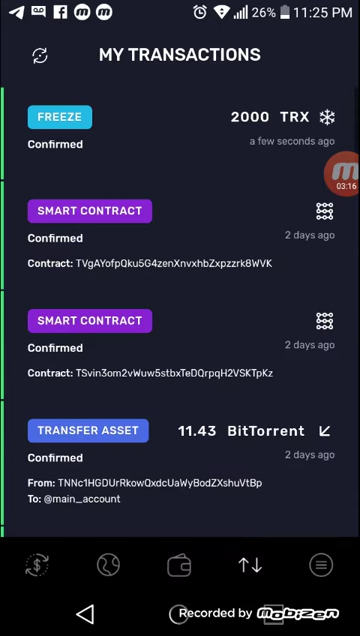 26% 11:25 PM
MY TRANSACTIONS
FREEZE 2000 TRX
Confirmed a few seconds ago
03:16
SMART CONTRACT
Confirmed 2 days ago
Contract: TVgAYofpQku5G4zenXnvxhbZxpzzrk8WVK
SMART CONTRACT
Confirmed 2 days ago
Contract: TSvin3om2vWuw5stbxTeDQrpqH2VSKTpKz
TRANSFER ASSET 11.43 BitTorrent
Confirmed 2 days ago
From: TNNc1HGDUrRkowQxdcUaWyBodZXshuVtBp
To: @main_account
Recorded by mobizen